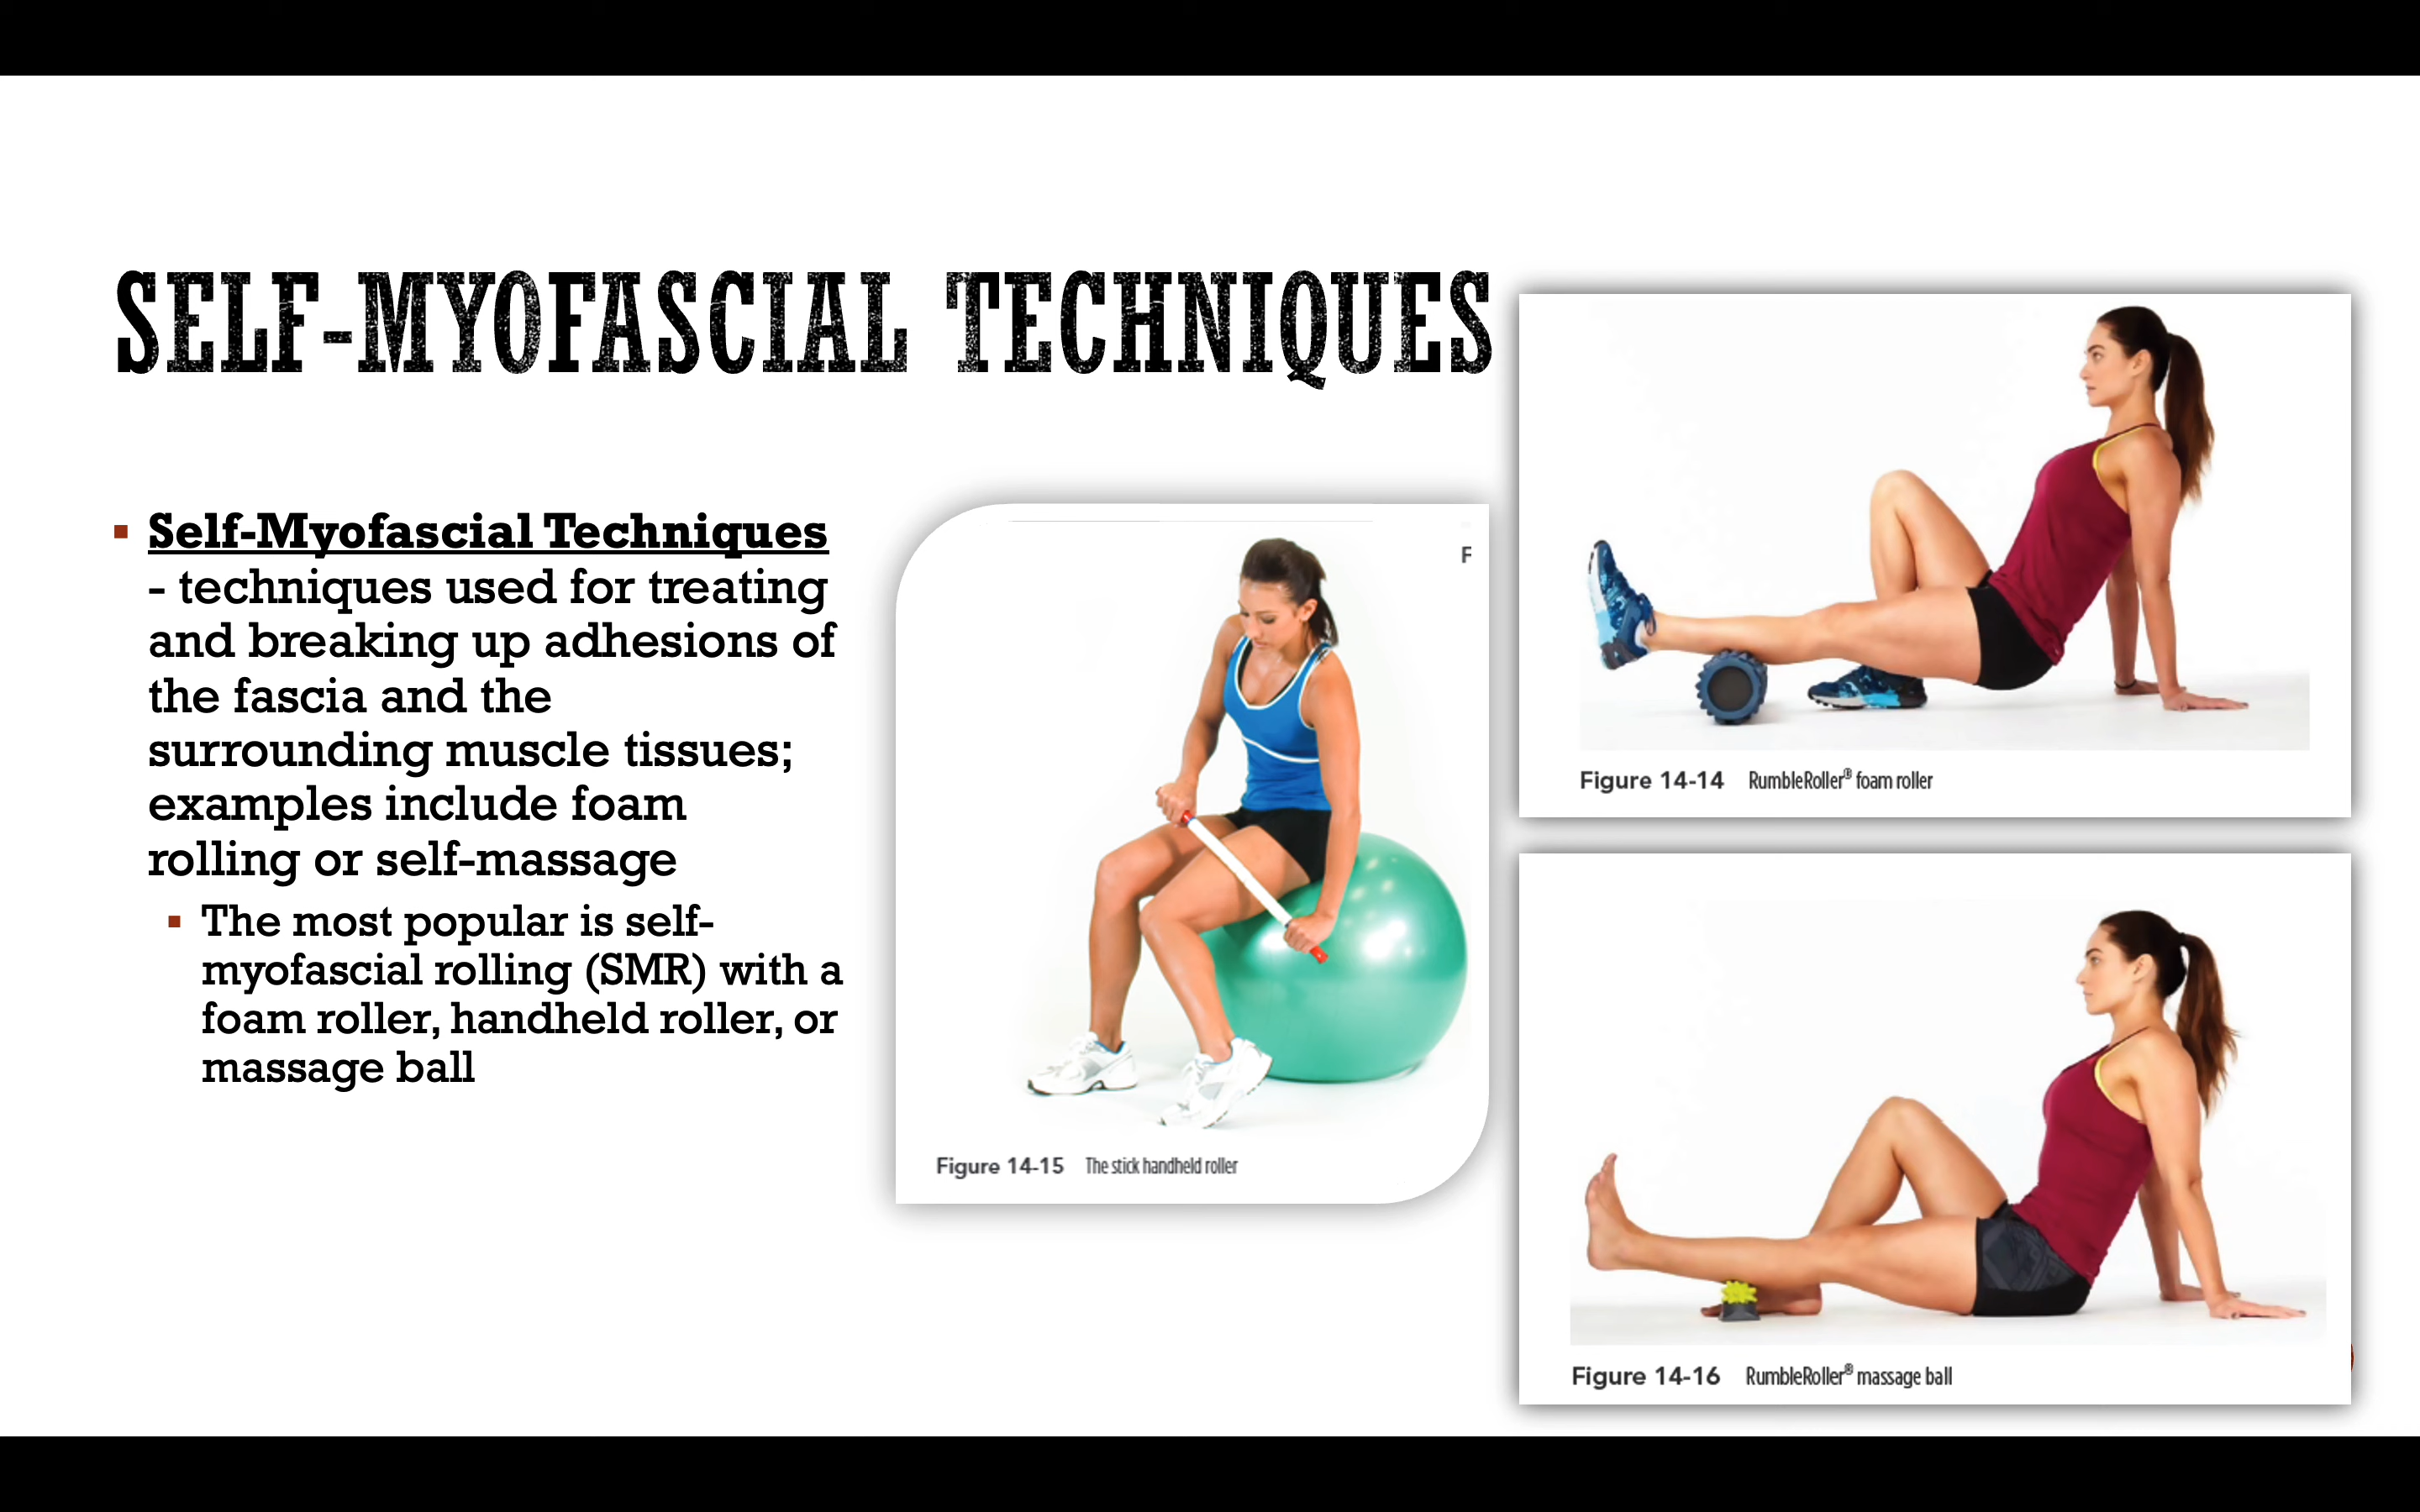 SELF-MYOFASCIAL TECHNIQUES
▪ Self-Myofascial Techniques
- techniques used for treating
and breaking up adhesions of
the fascia and the
surrounding muscle tissues;
examples include foam
rolling or self-massage
▪ The most popular is self-
myofascial rolling (SMR) with a
foam roller, handheld roller, or
massage ball
F
Figure 14-15 The stick handheld roller
Figure 14-14 RumbleRoller® foam roller
Figure 14-16 RumbleRoller® massage ball